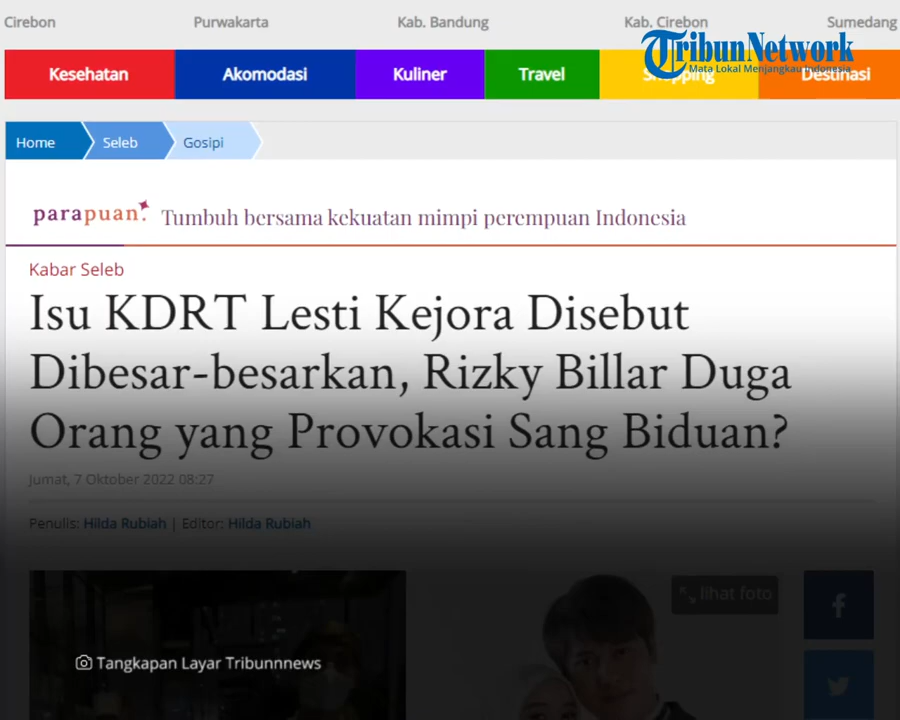 Cirebon Purwakarta Kab. Bandung Kab. Cirebon Sumedang
TribunNetwork
Mata Lokal Menjangkau Indonesia
Kesehatan Akomodasi Kuliner Travel Shopping Destinasi
Home Seleb Gosipi
parapuan. Tumbuh bersama kekuatan mimpi perempuan Indonesia
Kabar Seleb
Isu KDRT Lesti Kejora Disebut
Dibesar-besarkan, Rizky Billar Duga
Orang yang Provokasi Sang Biduan?
Jumat, 7 Oktober 2022 08:27
Penulis: Hilda Rubiah | Editor: Hilda Rubiah
lihat foto
Tangkapan Layar Tribunnnews